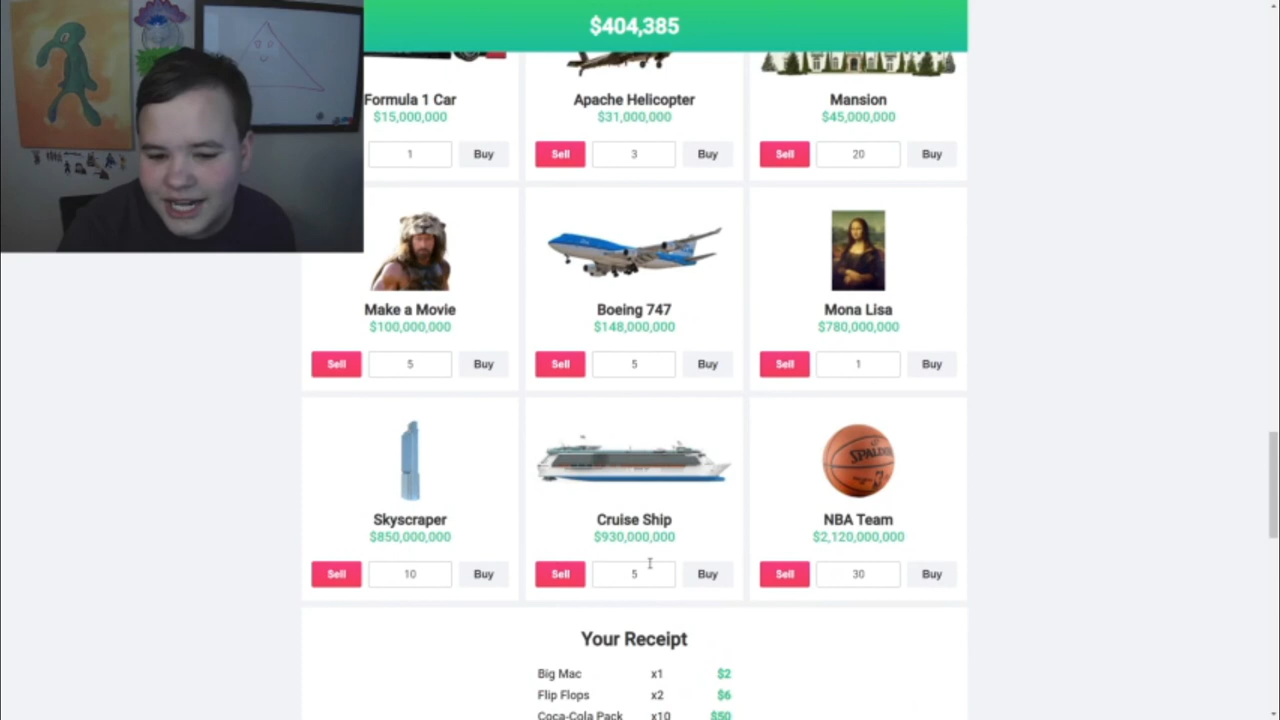 $404,385
Formula 1 Car
$15,000,000
1 Buy
Apache Helicopter
$31,000,000
Sell 3 Buy
Mansion
$45,000,000
Sell 20 Buy
Make a Movie
$100,000,000
Sell 5 Buy
Boeing 747
$148,000,000
Sell 5 Buy
Mona Lisa
$780,000,000
Sell 1 Buy
Skyscraper
$850,000,000
Sell 10 Buy
Cruise Ship
$930,000,000
Sell 5 Buy
SPALDING
NBA Team
$2,120,000,000
Sell 30 Buy
Your Receipt
Big Mac x1 $2
Flip Flops x2 $6
Coca-Cola Pack x10 $50